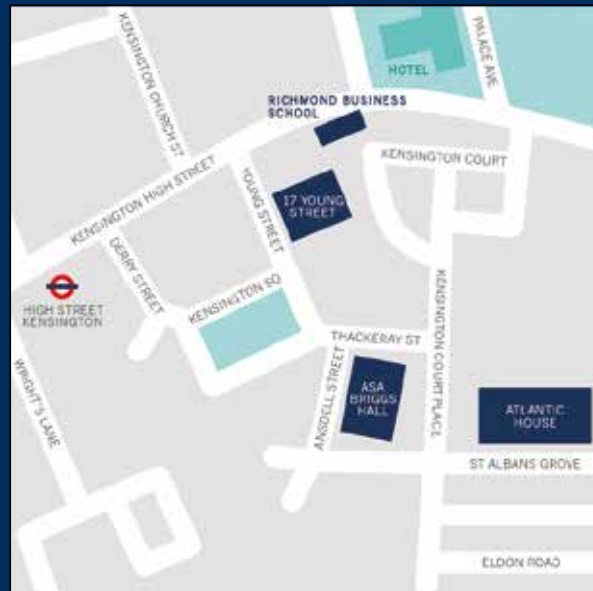 PALACE AVE
KENSINGTON CHURCH ST
HOTEL
RICHMOND BUSINESS
SCHOOL
KENSINGTON COURT
KENSINGTON HIGH STREET
YOUNG STREET
17 YOUNG
STREET
DERRY STREET
KENSINGTON SQ
HIGH STREET
KENSINGTON
KENSINGTON COURT PLACE
THACKERAY ST
WRIGHT'S LANE
ANSDELL STREET
ASA
BRIGGS
HALL
ATLANTIC
HOUSE
ST ALBANS GROVE
ELDON ROAD